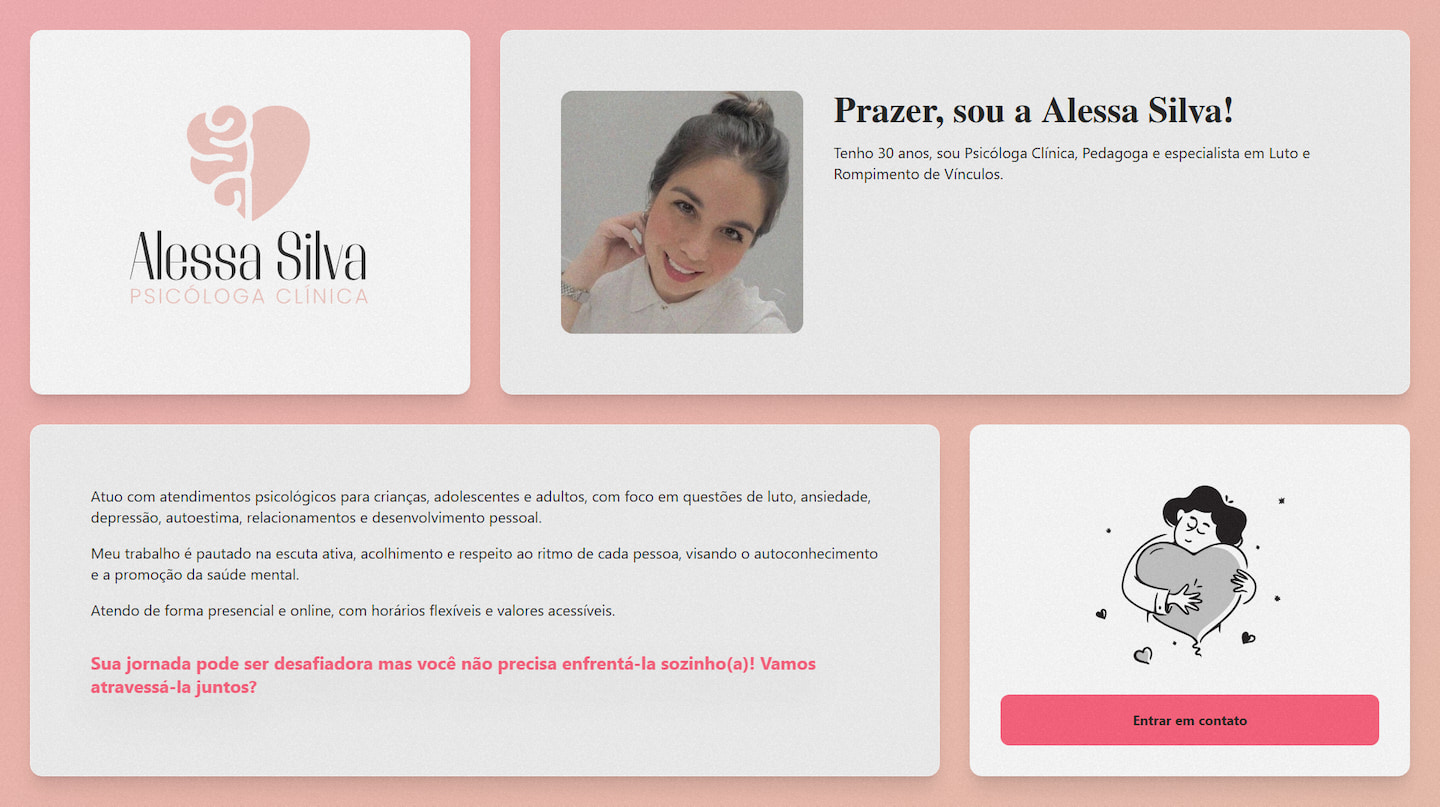 Alessa Silva
PSICÓLOGA CLÍNICA
Prazer, sou a Alessa Silva!
Tenho 30 anos, sou Psicóloga Clínica, Pedagoga e especialista em Luto e
Rompimento de Vínculos.
Atuo com atendimentos psicológicos para crianças, adolescentes e adultos, com foco em questões de luto, ansiedade,
depressão, autoestima, relacionamentos e desenvolvimento pessoal.
Meu trabalho é pautado na escuta ativa, acolhimento e respeito ao ritmo de cada pessoa, visando o autoconhecimento
e a promoção da saúde mental.
Atendo de forma presencial e online, com horários flexíveis e valores acessíveis.
Sua jornada pode ser desafiadora mas você não precisa enfrentá-la sozinho(a)! Vamos
atravessá-la juntos?
Entrar em contato